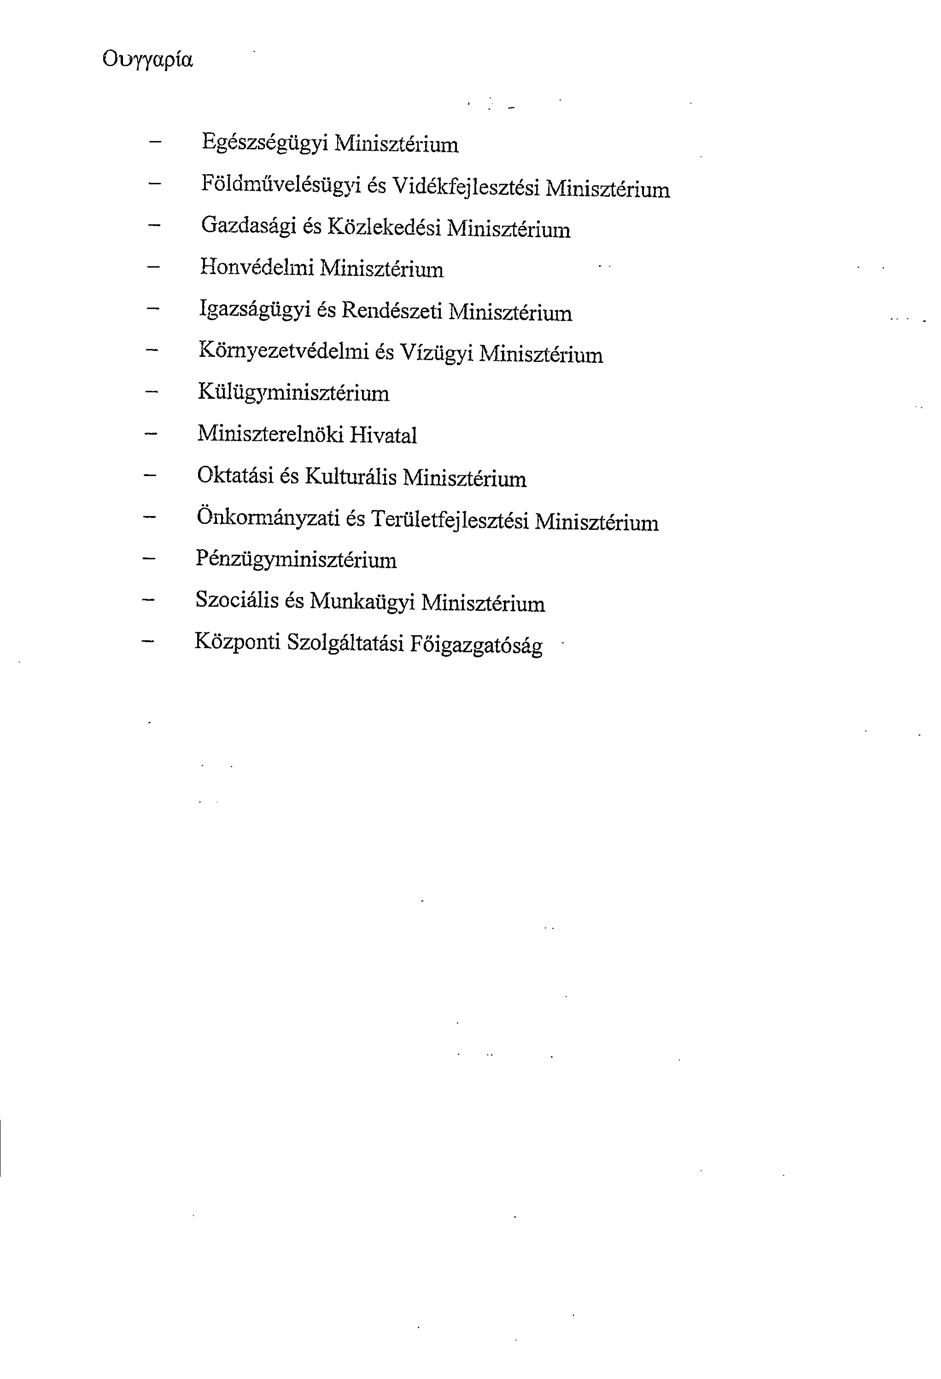 Ουγγαρία
– Egészségügyi Minisztérium
– Földművelésügyi és Vidékfejlesztési Minisztérium
– Gazdasági és Közlekedési Minisztérium
– Honvédelmi Minisztérium
– Igazságügyi és Rendészeti Minisztérium
– Környezetvédelmi és Vízügyi Minisztérium
– Külügyminisztérium
– Miniszterelnöki Hivatal
– Oktatási és Kulturális Minisztérium
– Önkormányzati és Területfejlesztési Minisztérium
– Pénzügyminisztérium
– Szociális és Munkaügyi Minisztérium
– Központi Szolgáltatási Főigazgatóság